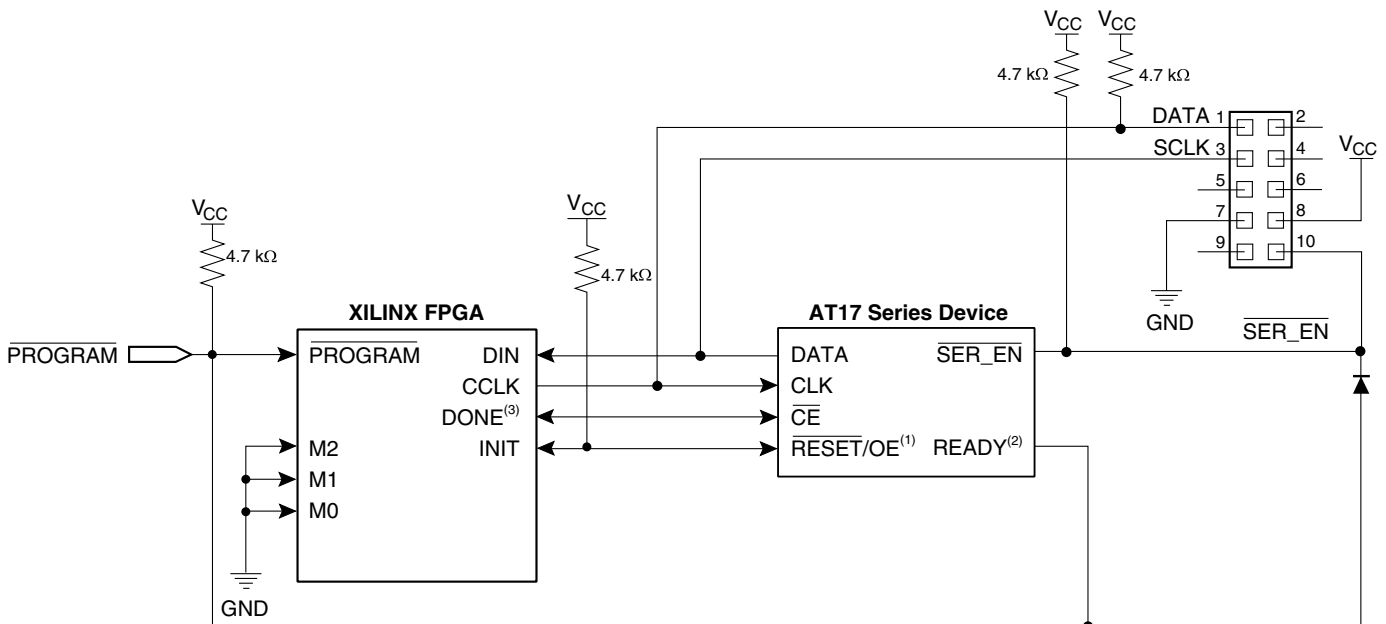 VCC VCC
4.7 kΩ 4.7 kΩ
DATA 1 2
SCLK 3 4
VCC
5 6
7 8
9 10
VCC
4.7 kΩ
VCC
4.7 kΩ
GND
SER_EN
XILINX FPGA
AT17 Series Device
PROGRAM
PROGRAM
DIN
CCLK
DONE(3)
INIT
M2
M1
M0
DATA
CLK
CE
RESET/OE(1)
SER_EN
READY(2)
GND